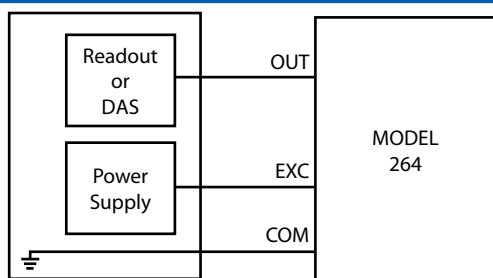 Readout
or
DAS
OUT
MODEL
264
Power
Supply
EXC
COM